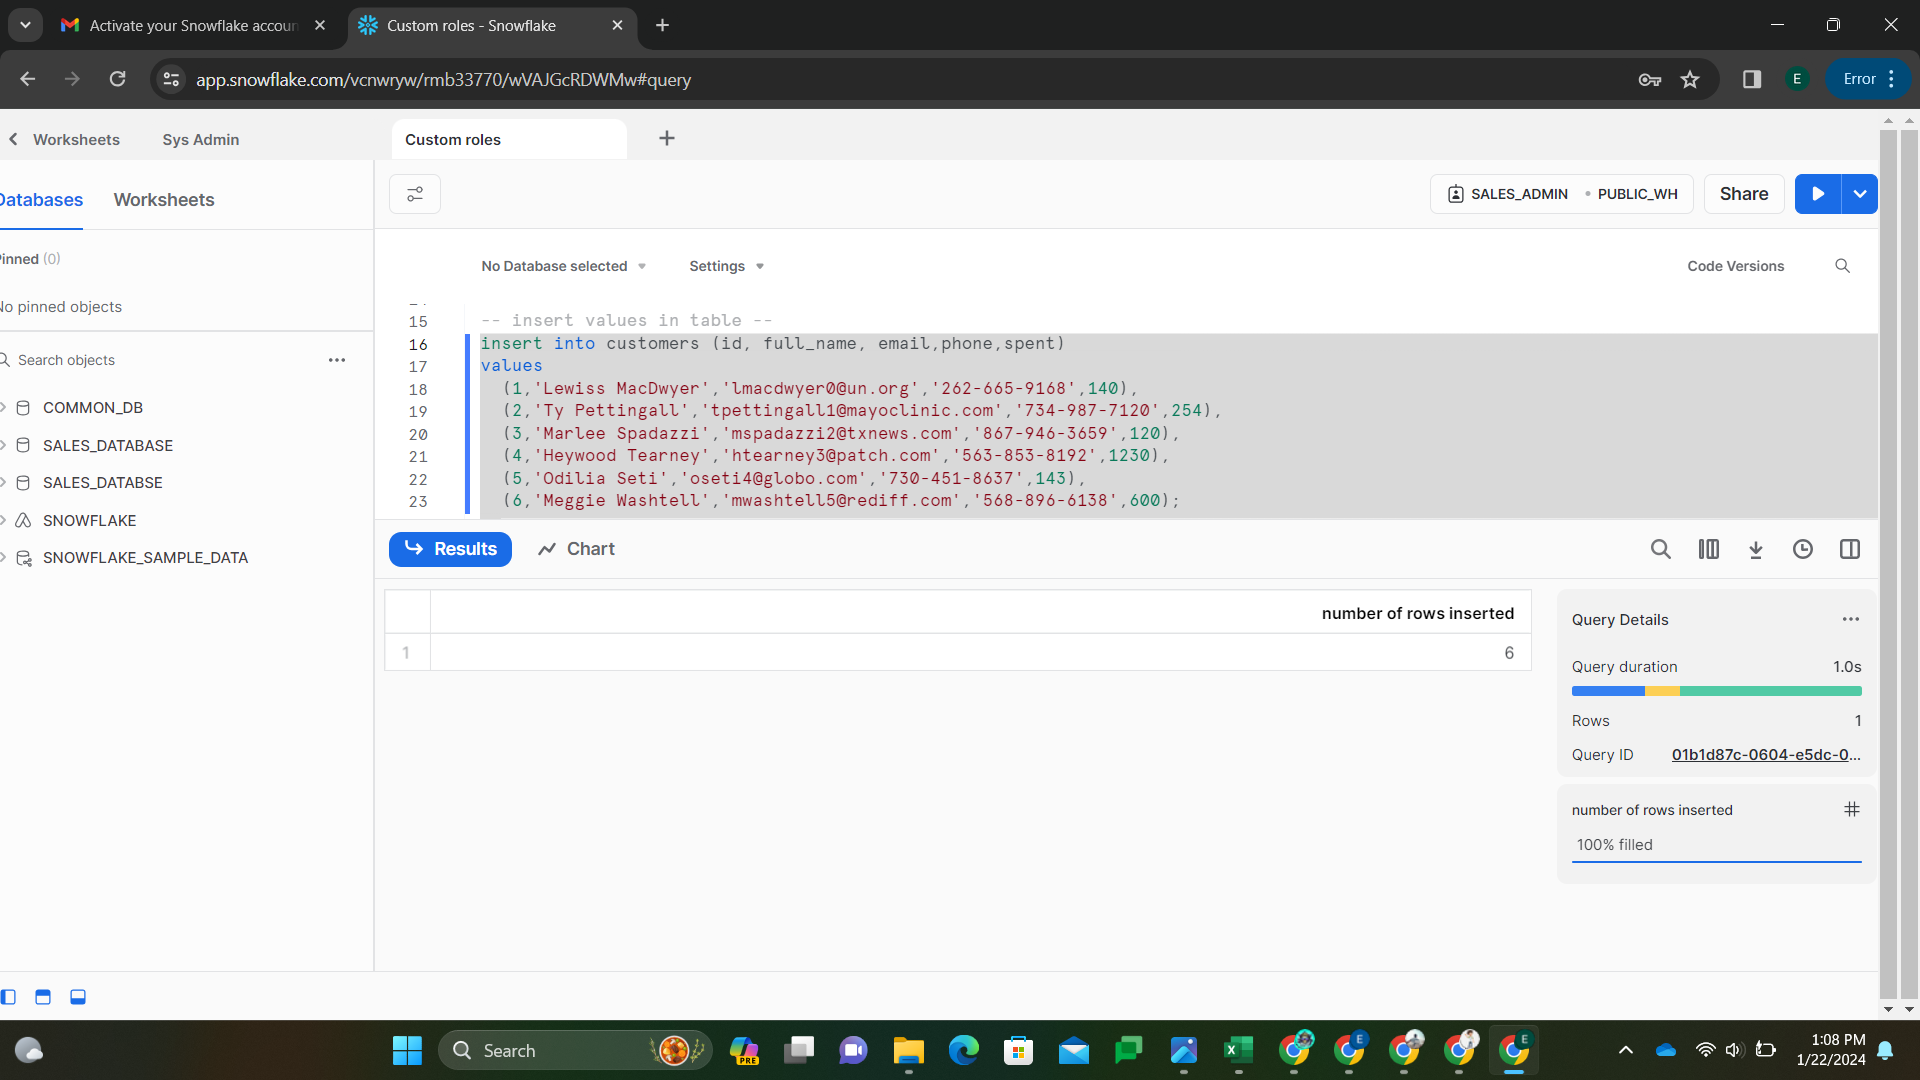 Activate your Snowflake accoun
Custom roles - Snowflake
app.snowflake.com/vcnwryw/rmb33770/wVAJGcRDWMw#query
E
Error
Worksheets
Sys Admin
Custom roles
Databases
Worksheets
SALES_ADMIN
PUBLIC_WH
Share
Pinned (0)
No Database selected
Settings
Code Versions
No pinned objects
Search objects
COMMON_DB
SALES_DATABASE
SALES_DATABSE
SNOWFLAKE
SNOWFLAKE_SAMPLE_DATA
15 -- insert values in table --
16 insert into customers (id, full_name, email,phone,spent)
17 values
18 (1,'Lewiss MacDwyer','lmacdwyer0@un.org','262-665-9168',140),
19 (2,'Ty Pettingall','tpettingall1@mayoclinic.com','734-987-7120',254),
20 (3,'Marlee Spadazzi','mspadazzi2@txnews.com','867-946-3659',120),
21 (4,'Heywood Tearney','htearney3@patch.com','563-853-8192',1230),
22 (5,'Odilia Seti','oseti4@globo.com','730-451-8637',143),
23 (6,'Meggie Washtell','mwashtell5@rediff.com','568-896-6138',600);
Results
Chart
number of rows inserted
1 6
Query Details
Query duration 1.0s
Rows 1
Query ID 01b1d87c-0604-e5dc-0...
number of rows inserted
100% filled
Search
PRE
E
E
1:08 PM
1/22/2024